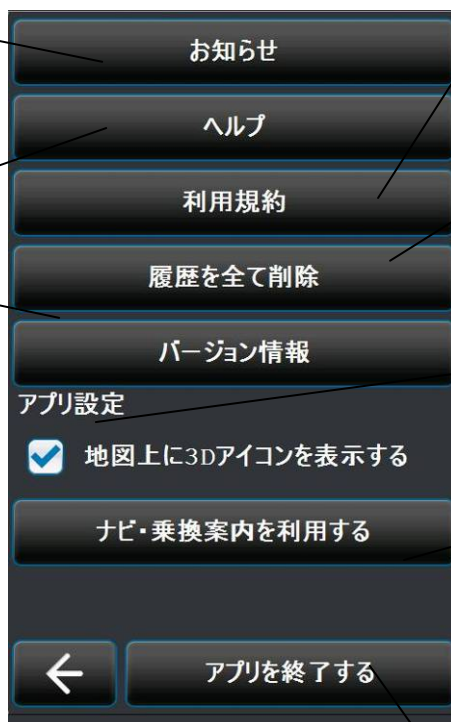 お知らせ
ヘルプ
利用規約
履歴を全て削除
バージョン情報
アプリ設定
地図上に3Dアイコンを表示する
ナビ・乗換案内を利用する
アプリを終了する